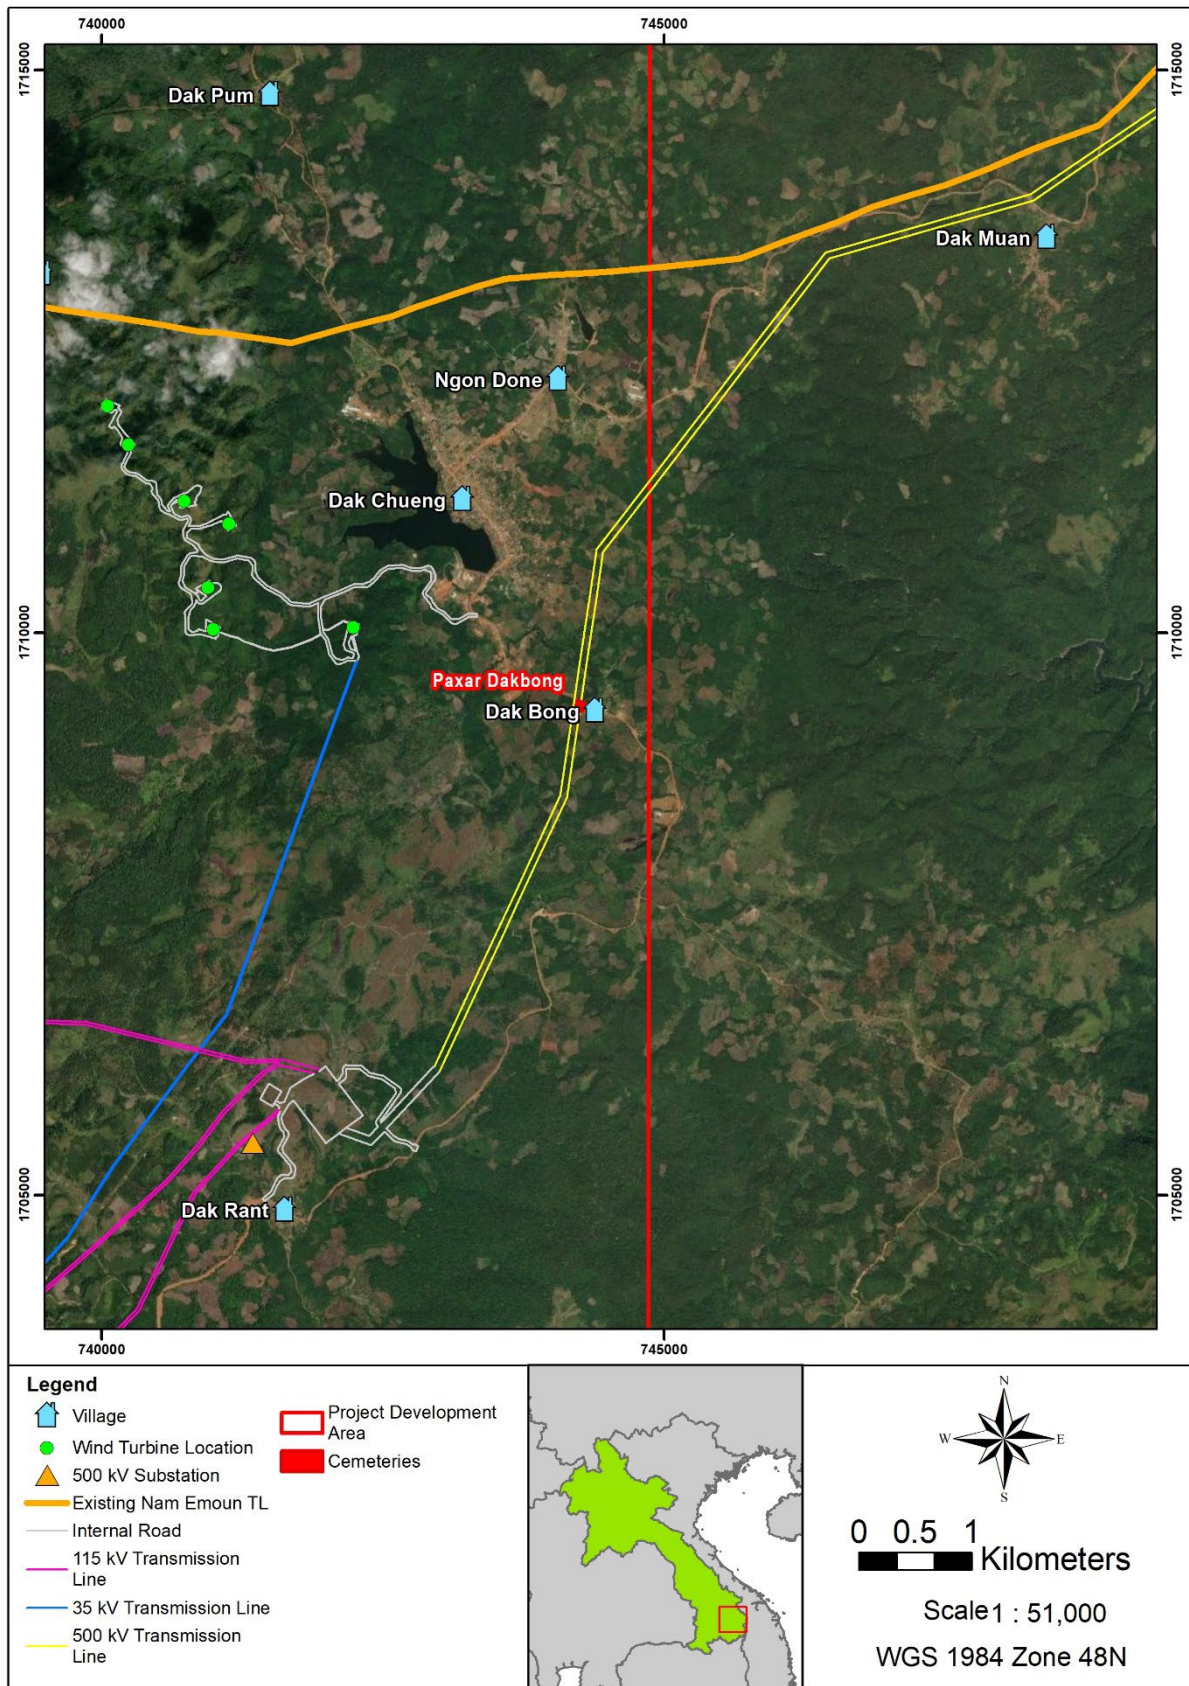 740000
745000
1715000
1715000
Dak Pum
Dak Muan
Ngon Done
Dak Chueng
1710000
1710000
Paxar Dakbong
Dak Bong
1705000
1705000
Dak Rant
740000
745000
Legend
Village
Wind Turbine Location
500 kV Substation
Existing Nam Emoun TL
Internal Road
115 kV Transmission
Line
35 kV Transmission Line
500 kV Transmission
Line
Project Development
Area
Cemeteries
N
W
E
S
0 0.5 1
Kilometers
Scale 1 : 51,000
WGS 1984 Zone 48N